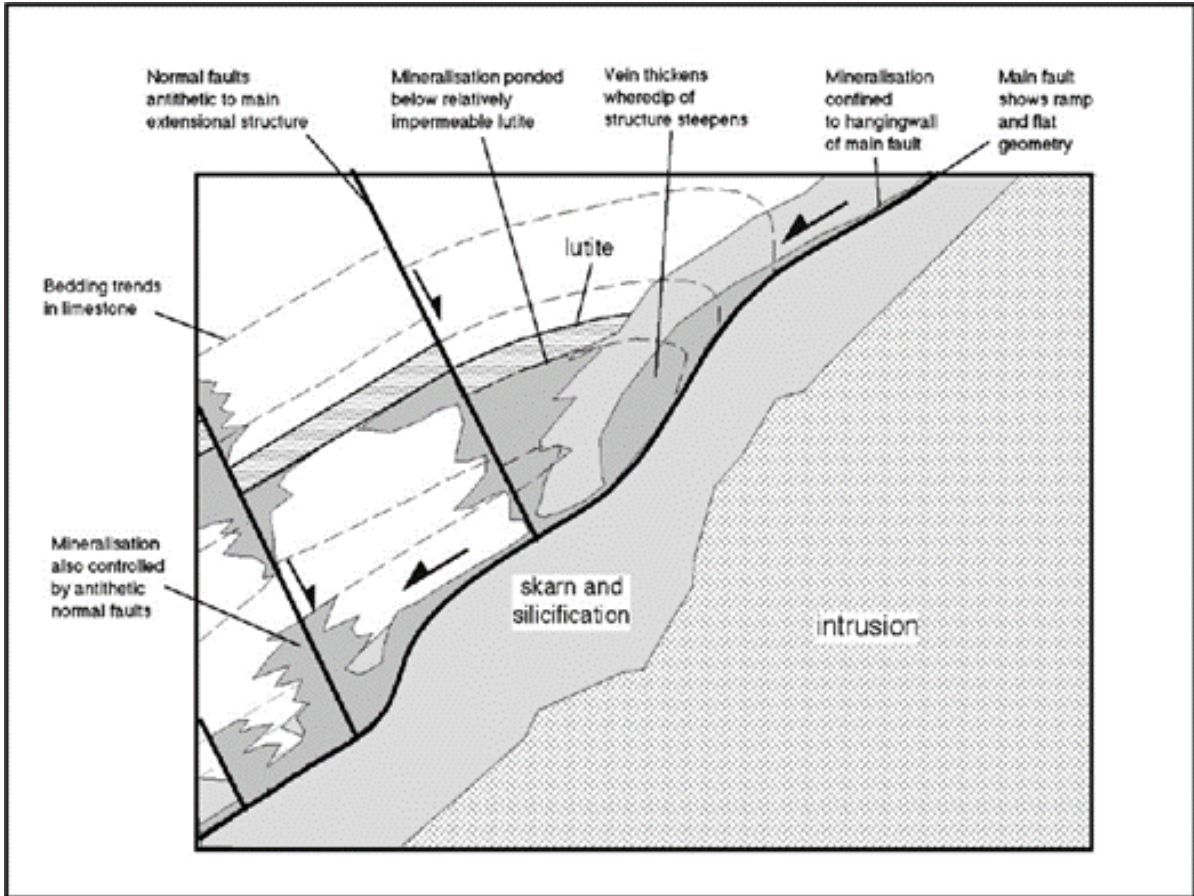 Normal faults
antithetic to main
extensional structure
Mineralisation ponded
below relatively
impermeable lutite
Vein thickens
wheredip of
structure steepens
Mineralisation
confined
to hangingwall
of main fault
Main fault
shows ramp
and flat
geometry
lutite
Bedding trends
in limestone
Mineralisation
also controlled
by antithetic
normal faults
skarn and
silicification
intrusion